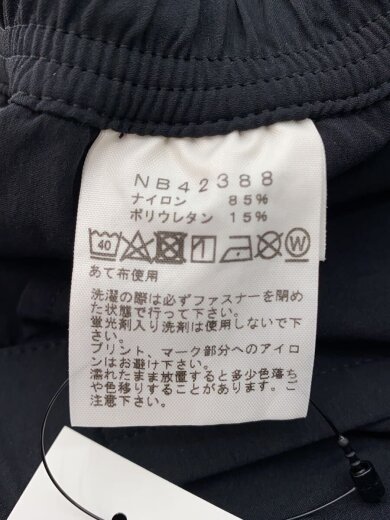 NB42388
ナイロン 85%
ポリウレタン 15%
40 W
あて布使用
洗濯の際は必ずファスナーを閉め
た状態で行って下さい。
蛍光剤入り洗剤は使用しないで下
さい。
プリント、マーク部分へのアイロ
ンはお避け下さい。
濡れたまま放置すると多少色落ち
や色移りすることがあります。ご
注意下さい。